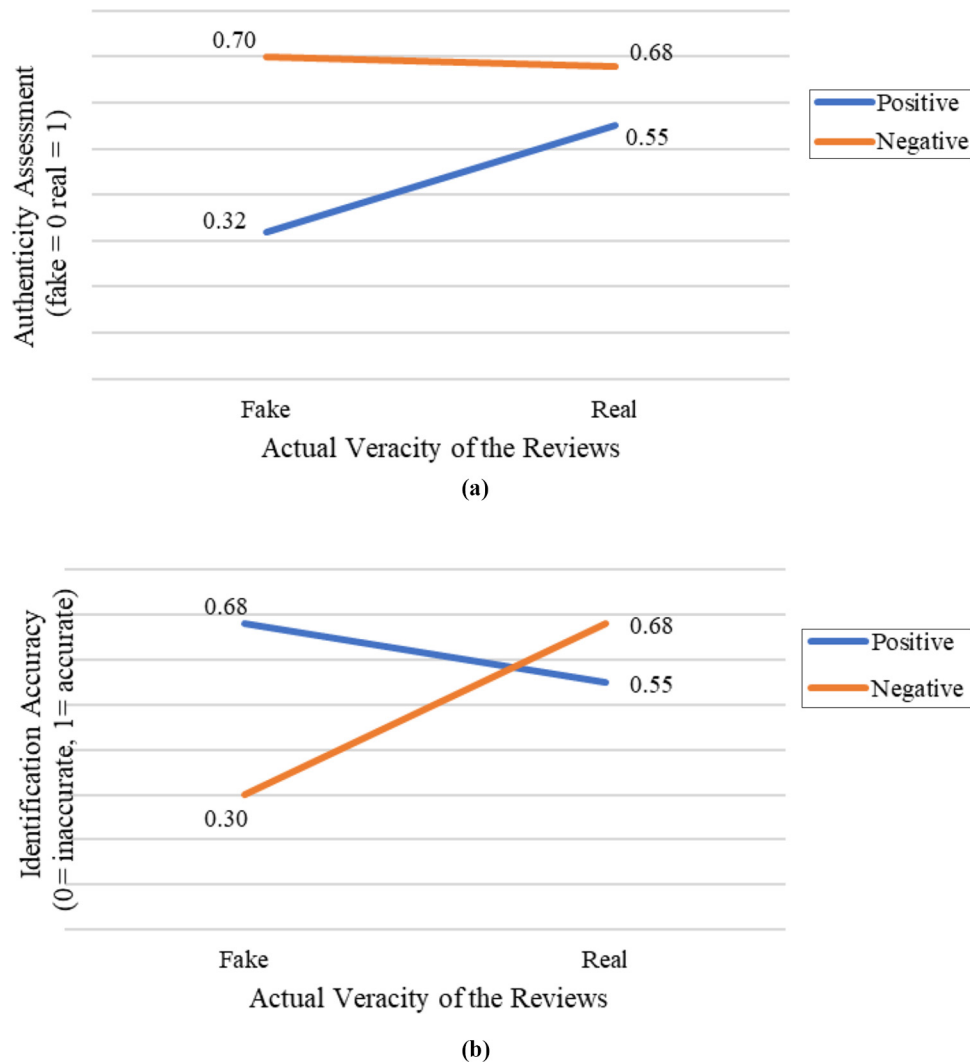 0.70
0.68
0.55
0.32
Authenticity Assessment
(fake = 0 real = 1)
Positive
Negative
Fake
Real
Actual Veracity of the Reviews
(a)
0.68
0.68
0.55
0.30
Identification Accuracy
(0= inaccurate, 1= accurate)
Positive
Negative
Fake
Real
Actual Veracity of the Reviews
(b)